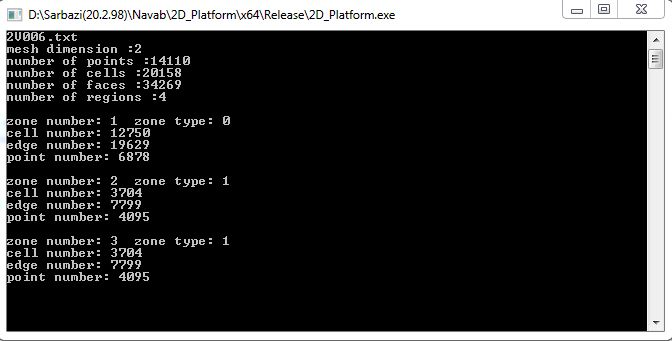 D:\Sarbazi(20.2.98)\Navab\2D_Platform\x64\Release\2D_Platform.exe
2V006.txt
mesh dimension :2
number of points :14110
number of cells :20158
number of faces :34269
number of regions :4
zone number: 1  zone type: 0
cell number: 12750
edge number: 19629
point number: 6878
zone number: 2  zone type: 1
cell number: 3704
edge number: 7799
point number: 4095
zone number: 3  zone type: 1
cell number: 3704
edge number: 7799
point number: 4095